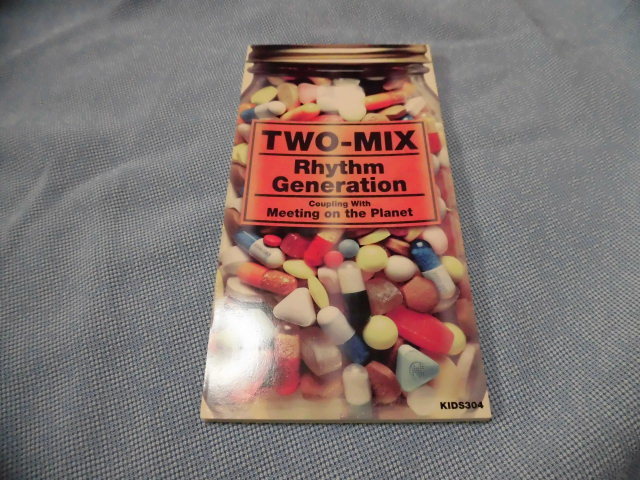 TWO-MIX
Rhythm
Generation
Coupling With
Meeting on the Planet
KIDS304